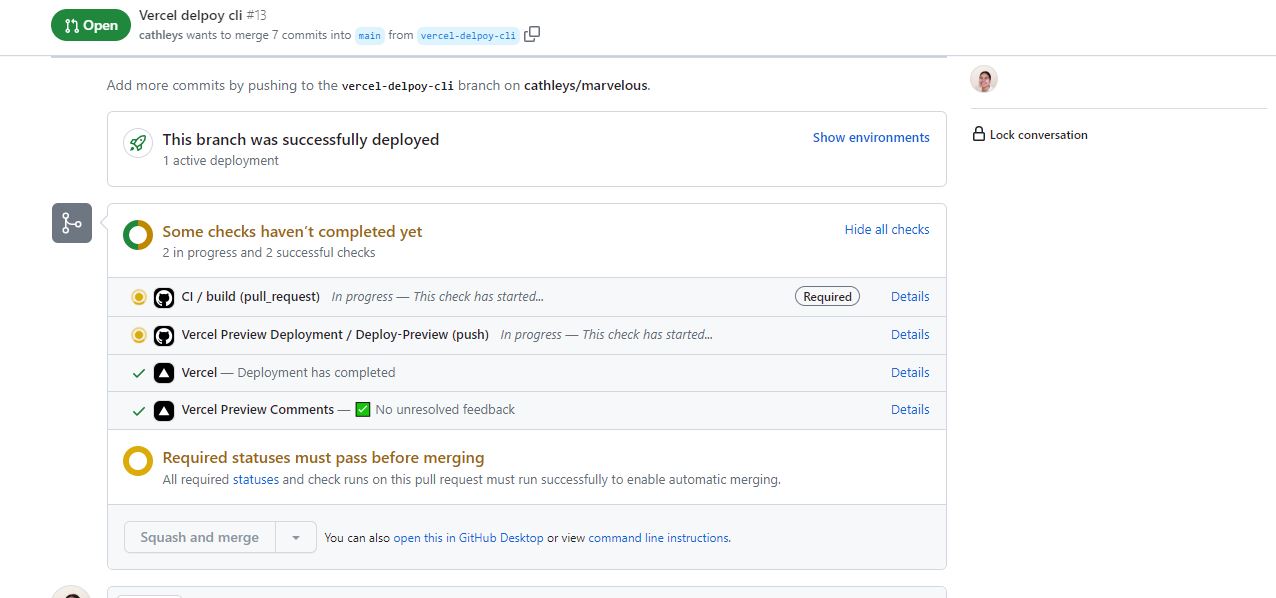 Open
Vercel delpoy cli #13
cathleys wants to merge 7 commits into main from vercel-delpoy-cli
Add more commits by pushing to the vercel-delpoy-cli branch on cathleys/marvelous.
This branch was successfully deployed
Show environments
1 active deployment
Lock conversation
Some checks haven’t completed yet
Hide all checks
2 in progress and 2 successful checks
CI / build (pull_request) In progress — This check has started... Required Details
Vercel Preview Deployment / Deploy-Preview (push) In progress — This check has started... Details
Vercel — Deployment has completed Details
Vercel Preview Comments — ✅ No unresolved feedback Details
Required statuses must pass before merging
All required statuses and check runs on this pull request must run successfully to enable automatic merging.
Squash and merge
You can also open this in GitHub Desktop or view command line instructions.